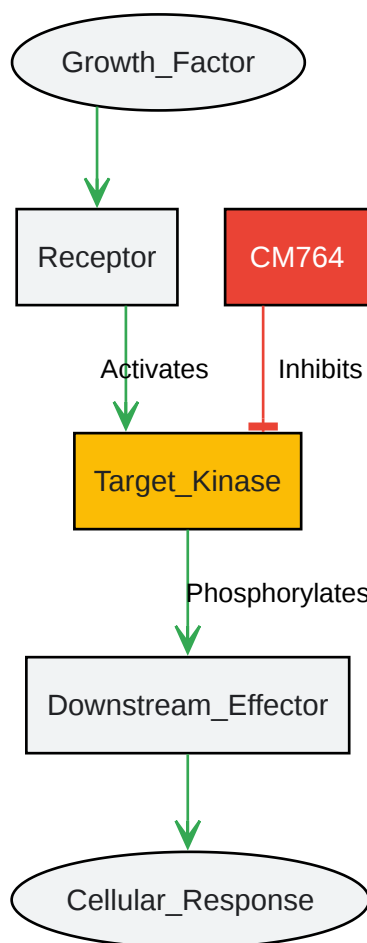 Growth_Factor
Receptor
CM764
Activates
Inhibits
Target_Kinase
Phosphorylates
Downstream_Effector
Cellular_Response